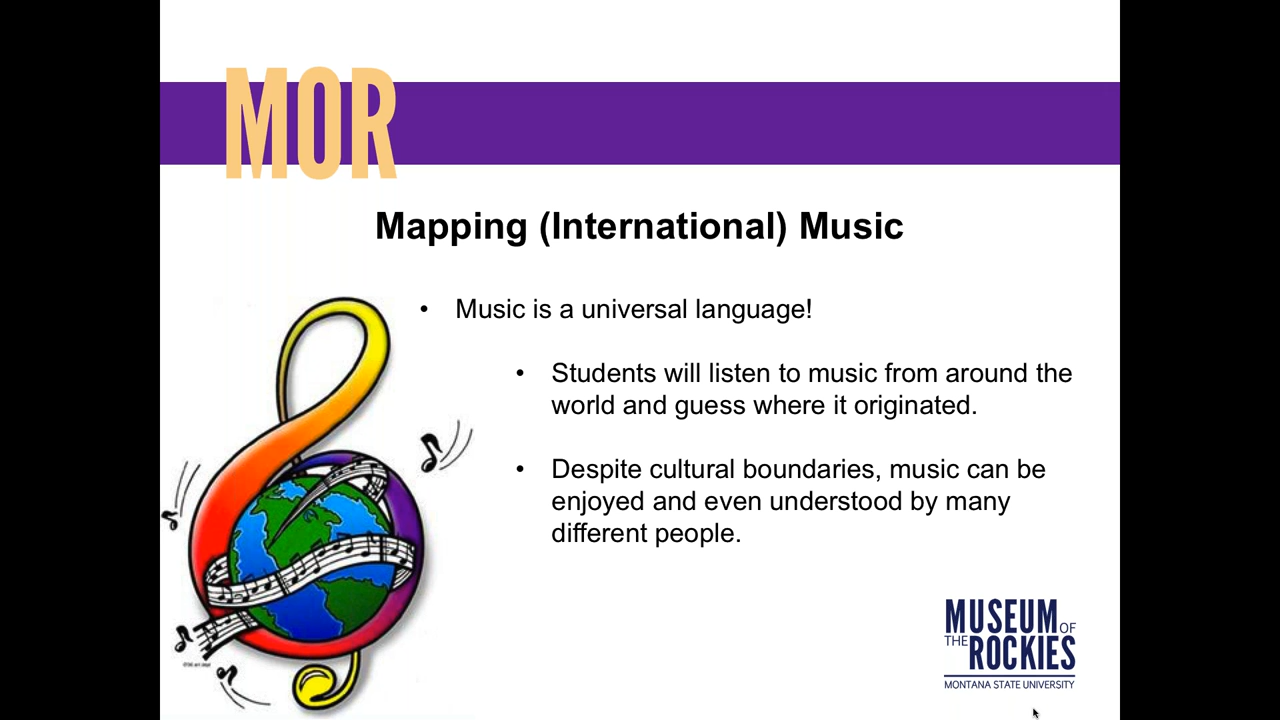 MOR
Mapping (International) Music
• Music is a universal language!
• Students will listen to music from around the
world and guess where it originated.
• Despite cultural boundaries, music can be
enjoyed and even understood by many
different people.
MUSEUM OF
THE ROCKIES
MONTANA STATE UNIVERSITY